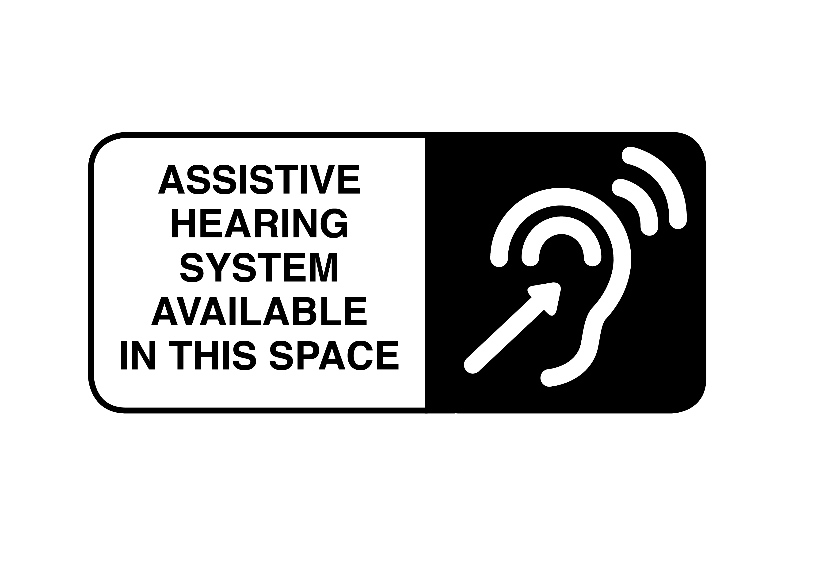 ASSISTIVE
HEARING
SYSTEM
AVAILABLE
IN THIS SPACE